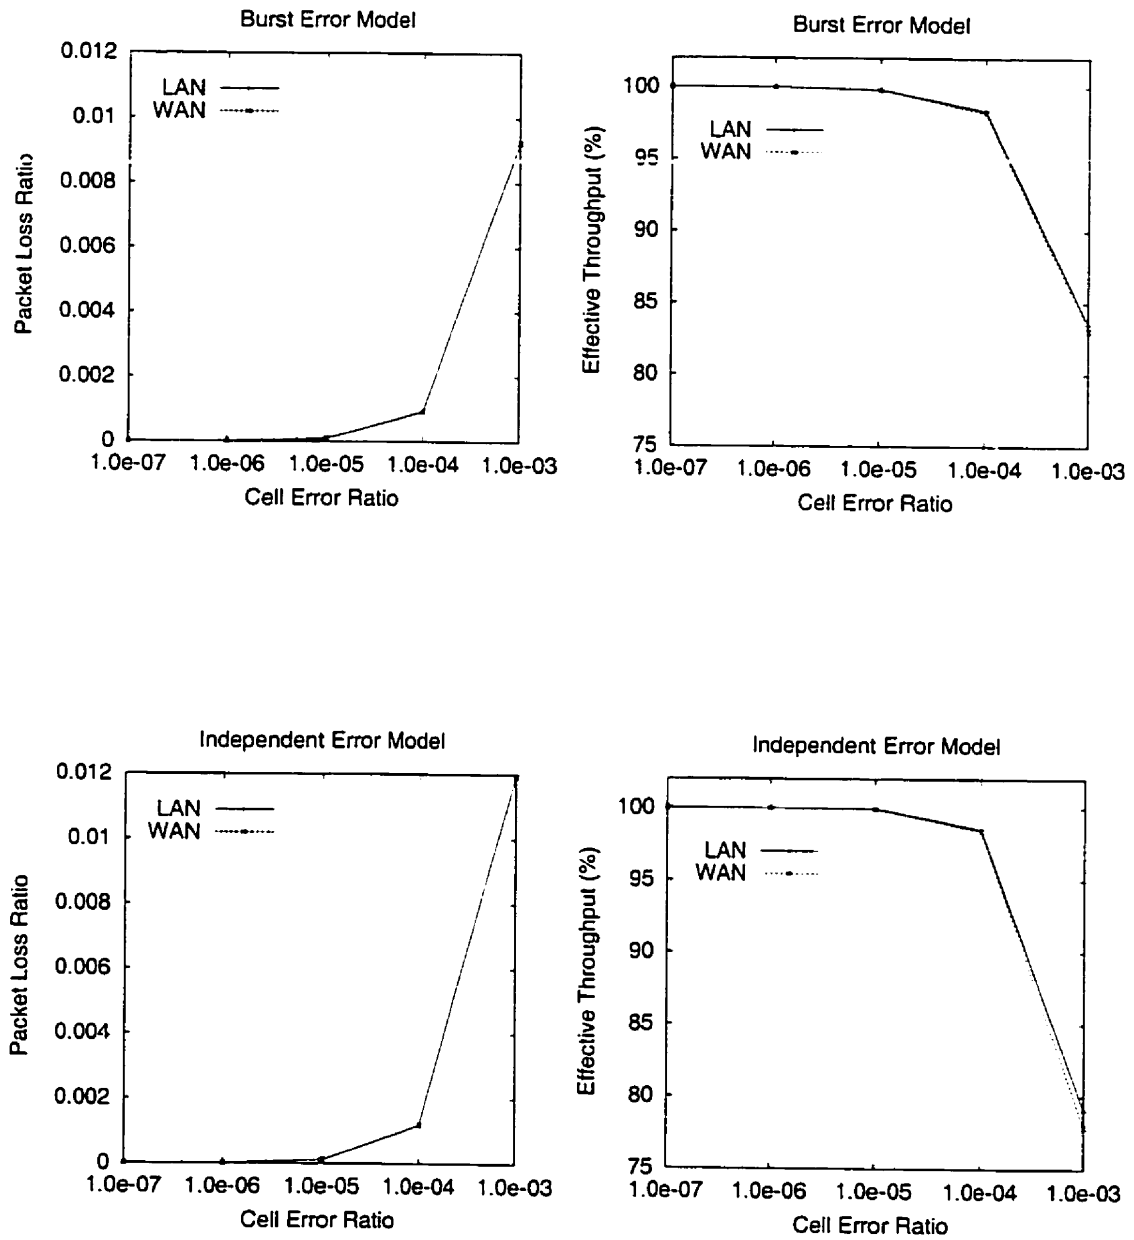 Burst Error Model
0.012
0.01
0.008
0.006
0.004
0.002
0
LAN
WAN
Packet Loss Ratio
1.0e-07 1.0e-06 1.0e-05 1.0e-04 1.0e-03
Cell Error Ratio
Burst Error Model
100
95
90
85
80
75
LAN
WAN
Effective Throughput (%)
1.0e-07 1.0e-06 1.0e-05 1.0e-04 1.0e-03
Cell Error Ratio
Independent Error Model
0.012
0.01
0.008
0.006
0.004
0.002
0
LAN
WAN
Packet Loss Ratio
1.0e-07 1.0e-06 1.0e-05 1.0e-04 1.0e-03
Cell Error Ratio
Independent Error Model
100
95
90
85
80
75
LAN
WAN
Effective Throughput (%)
1.0e-07 1.0e-06 1.0e-05 1.0e-04 1.0e-03
Cell Error Ratio